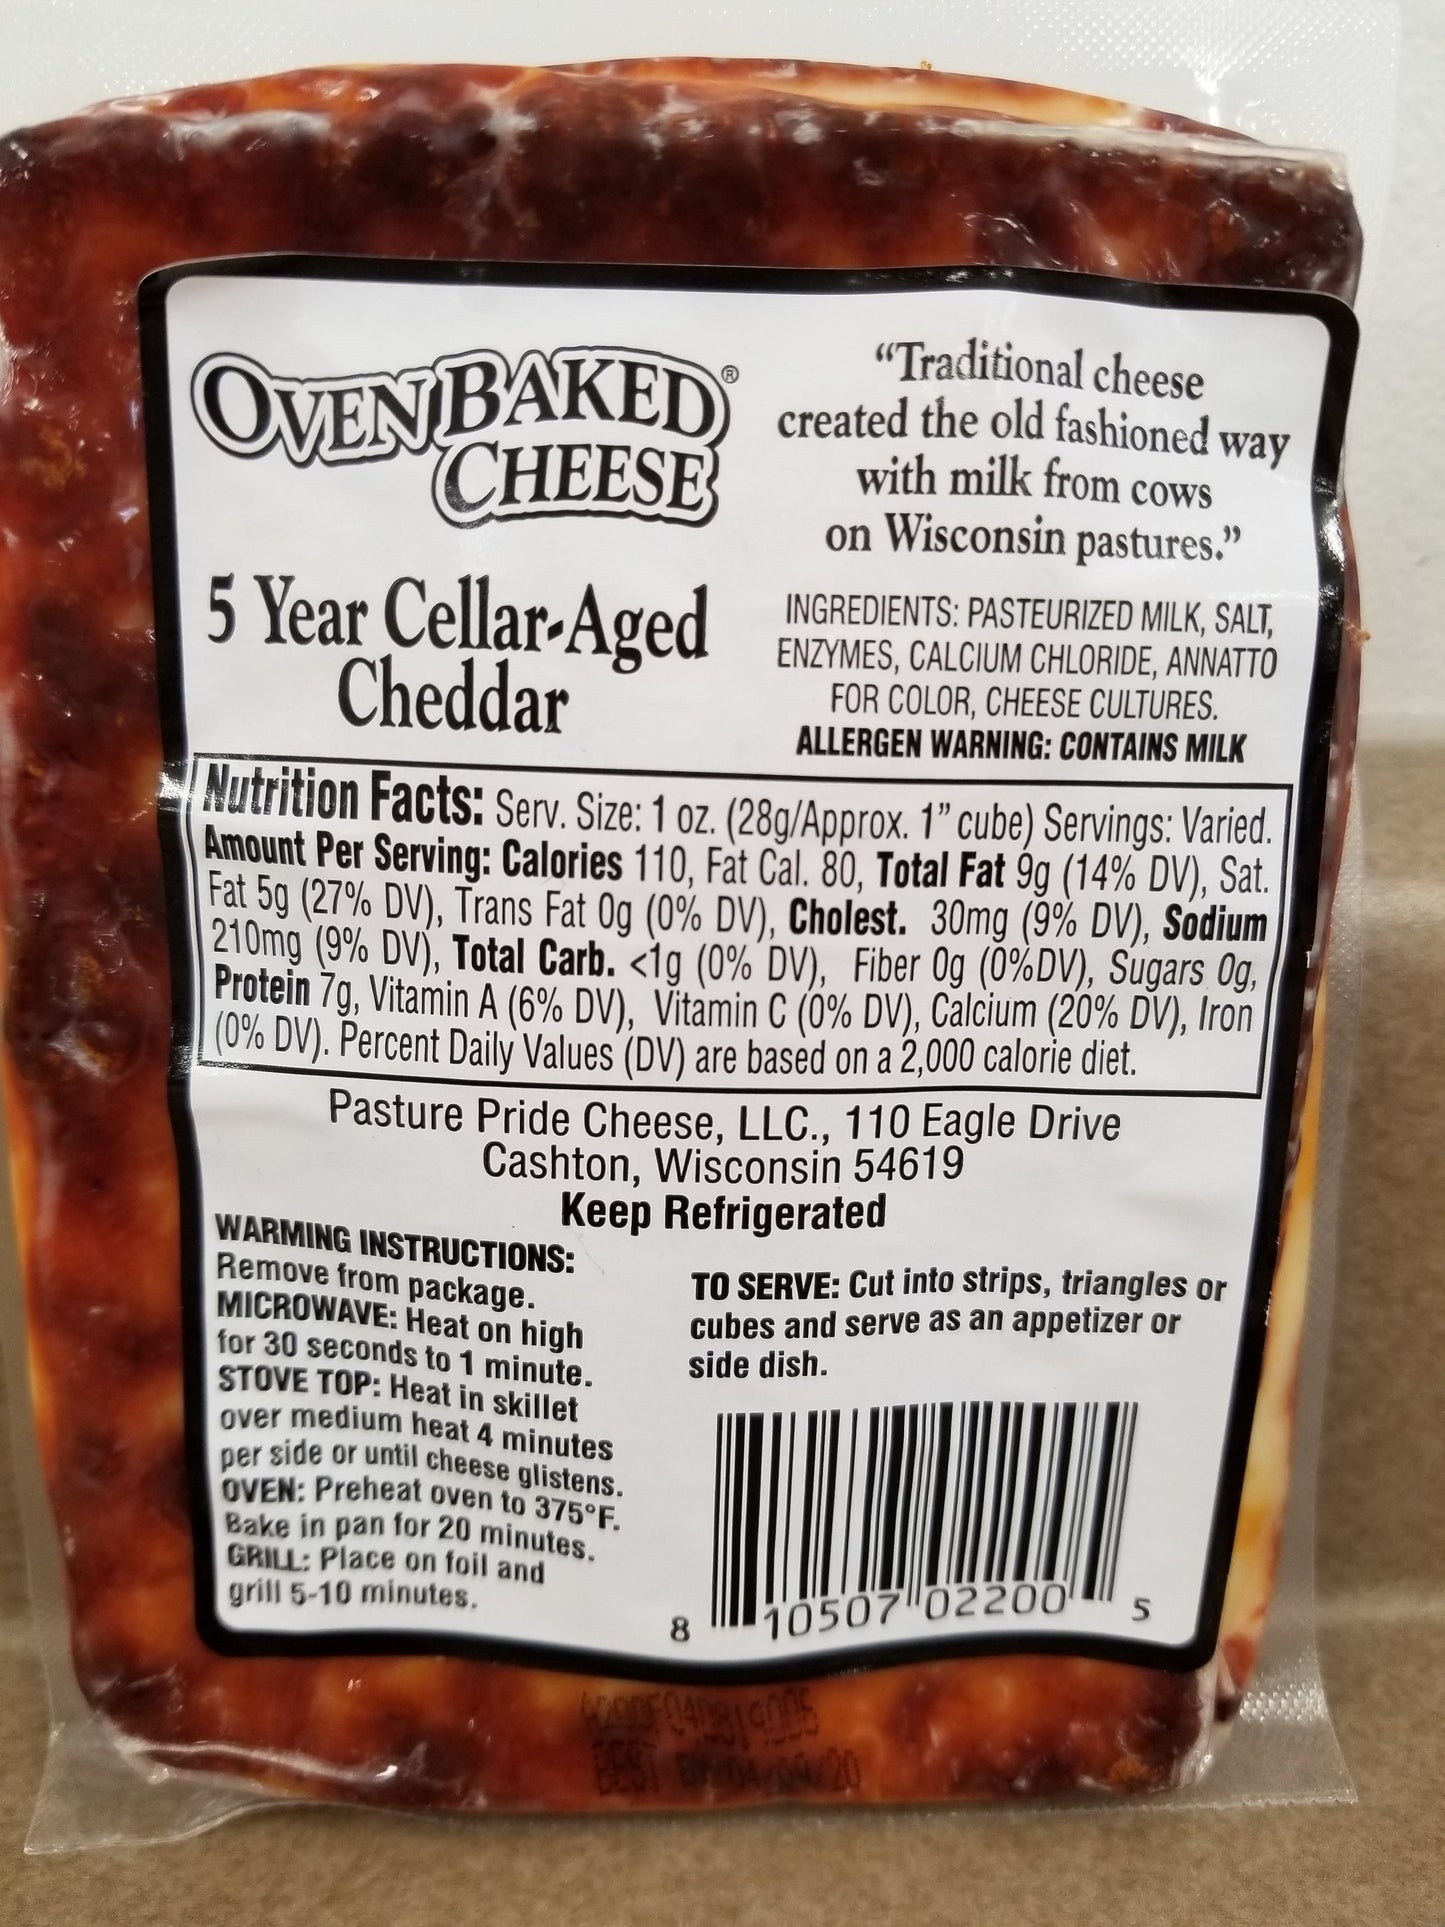 OVEN BAKED®
CHEESE
5 Year Cellar-Aged
Cheddar
“Traditional cheese
created the old fashioned way
with milk from cows
on Wisconsin pastures.”
INGREDIENTS: PASTEURIZED MILK, SALT,
ENZYMES, CALCIUM CHLORIDE, ANNATTO
FOR COLOR, CHEESE CULTURES.
ALLERGEN WARNING: CONTAINS MILK
Nutrition Facts: Serv. Size: 1 oz. (28g/Approx. 1” cube) Servings: Varied.
Amount Per Serving: Calories 110, Fat Cal. 80, Total Fat 9g (14% DV), Sat.
Fat 5g (27% DV), Trans Fat 0g (0% DV), Cholest. 30mg (9% DV), Sodium
210mg (9% DV), Total Carb. <1g (0% DV), Fiber 0g (0%DV), Sugars 0g,
Protein 7g, Vitamin A (6% DV), Vitamin C (0% DV), Calcium (20% DV), Iron
(0% DV). Percent Daily Values (DV) are based on a 2,000 calorie diet.
Pasture Pride Cheese, LLC., 110 Eagle Drive
Cashton, Wisconsin 54619
Keep Refrigerated
WARMING INSTRUCTIONS:
Remove from package.
MICROWAVE: Heat on high
for 30 seconds to 1 minute.
STOVE TOP: Heat in skillet
over medium heat 4 minutes
per side or until cheese glistens.
OVEN: Preheat oven to 375°F.
Bake in pan for 20 minutes.
GRILL: Place on foil and
grill 5-10 minutes.
TO SERVE: Cut into strips, triangles or
cubes and serve as an appetizer or
side dish.
8 10507 02200 5
BEST BY